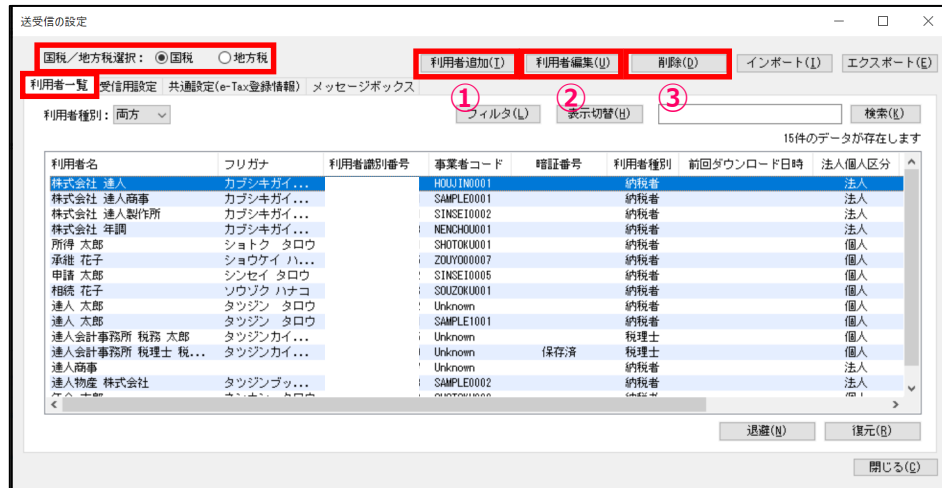 送受信の設定
国税／地方税選択： 国税 地方税 利用者追加(I) 利用者編集(U) 削除(D) インポート(I) エクスポート(E)
利用者一覧 受信用設定 共通設定(e-Tax登録情報) メッセージボックス
① ② ③
利用者種別： 両方 フィルタ(L) 表示切替(H) 検索(K)
15件のデータが存在します
利用者名 フリガナ 利用者識別番号 事業者コード 暗証番号 利用者種別 前回ダウンロード日時 法人個人区分
株式会社 達人 カブシキガイ... HOUJIN0001 納税者 法人
株式会社 達人商事 カブシキガイ... SAMPLE0001 納税者 法人
株式会社 達人製作所 カブシキガイ... SINSEI0002 納税者 法人
株式会社 年調 カブシキガイ... NENCHOU001 納税者 法人
所得 太郎 ショトク タロウ SHOTOKU001 納税者 個人
承継 花子 ショウケイ ハ... ZOUYO00007 納税者 個人
申請 太郎 シンセイ タロウ SINSEI0005 納税者 個人
相続 花子 ソウゾク ハナコ SOUZOKU001 納税者 個人
達人 太郎 タツジン タロウ Unknown 納税者 個人
達人 太郎 タツジン タロウ SAMPLE1001 納税者 個人
達人会計事務所 税務 太郎 タツジンカイ... Unknown 税理士 個人
達人会計事務所 税理士 税... タツジンカイ... Unknown 保存済 税理士 個人
達人商事 Unknown 納税者 法人
達人物産 株式会社 タツジンブッ... SAMPLE0002 納税者 法人
退避(N) 復元(R)
閉じる(C)